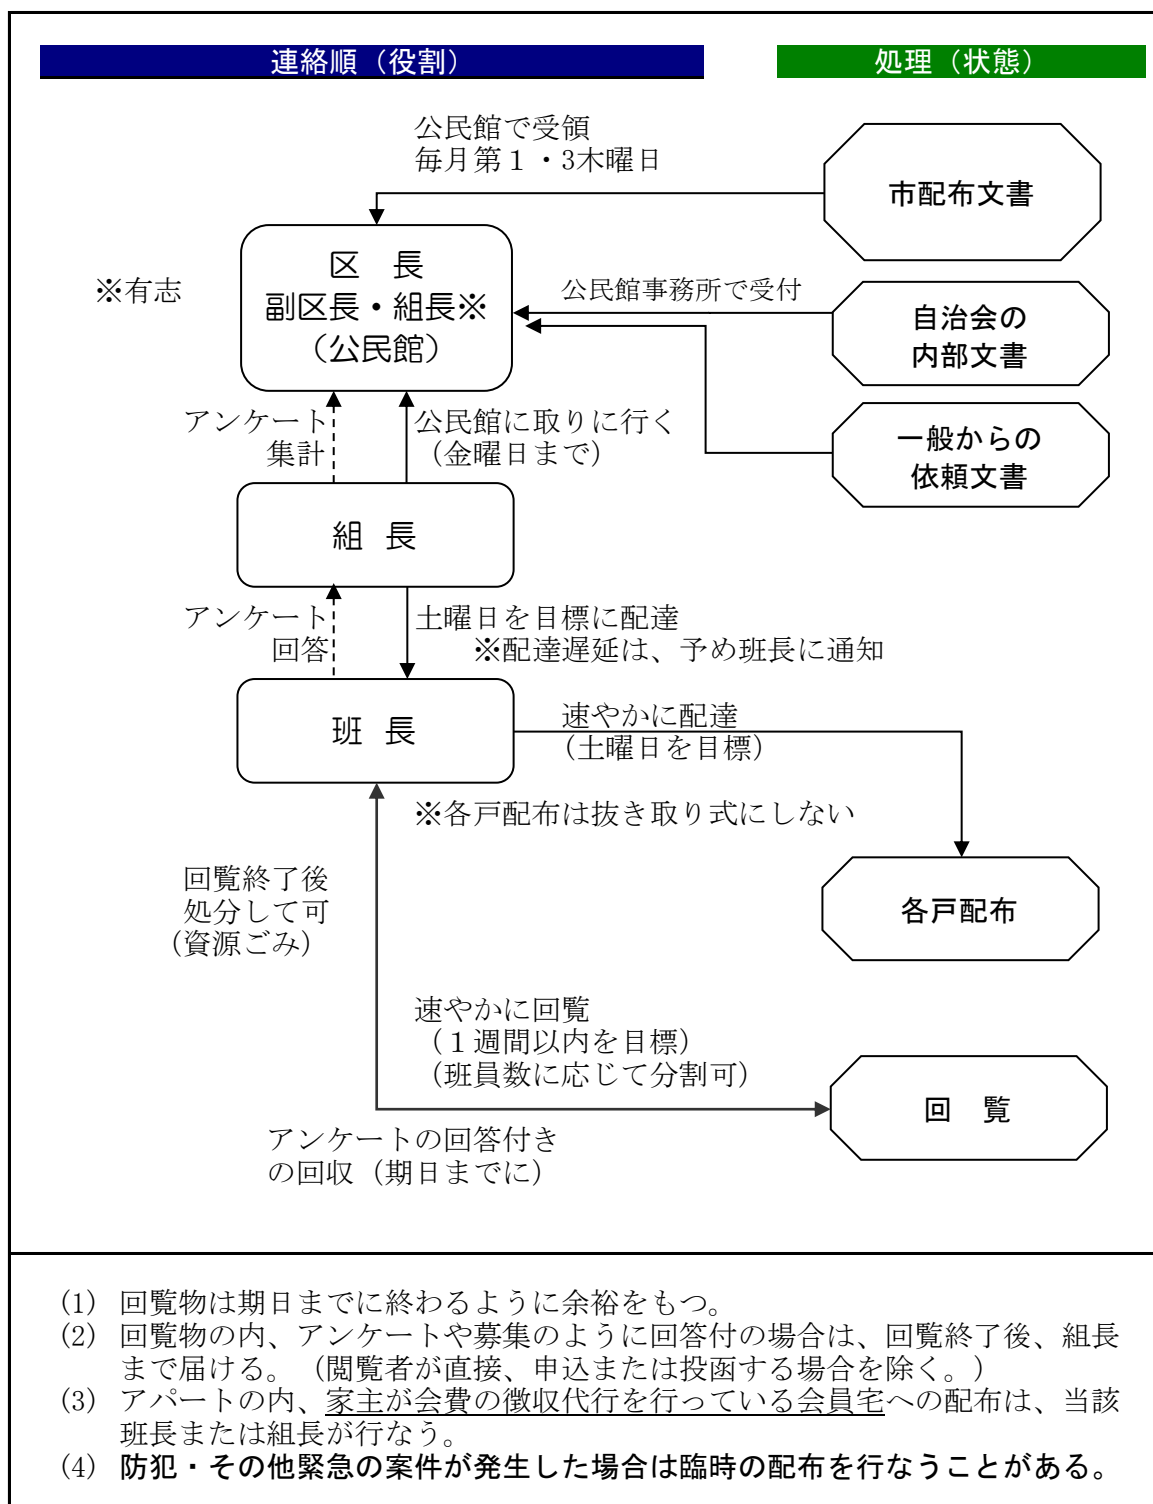 連絡順（役割）
処理（状態）
公民館で受領
毎月第１・3木曜日
市配布文書
※有志
区　長
副区長・組長※
（公民館）
公民館事務所で受付
自治会の
内部文書
一般からの
依頼文書
アンケート
集計
公民館に取りに行く
（金曜日まで）
組 長
アンケート
回答
土曜日を目標に配達
※配達遅延は、予め班長に通知
班 長
速やかに配達
（土曜日を目標）
※各戸配布は抜き取り式にしない
各戸配布
回覧終了後
処分して可
（資源ごみ）
速やかに回覧
（１週間以内を目標）
（班員数に応じて分割可）
回　覧
アンケートの回答付き
の回収（期日までに）
(1) 回覧物は期日までに終わるように余裕をもつ。
(2) 回覧物の内、アンケートや募集のように回答付の場合は、回覧終了後、組長
まで届ける。（閲覧者が直接、申込または投函する場合を除く。）
(3) アパートの内、家主が会費の徴収代行を行っている会員宅への配布は、当該
班長または組長が行なう。
(4) 防犯・その他緊急の案件が発生した場合は臨時の配布を行なうことがある。